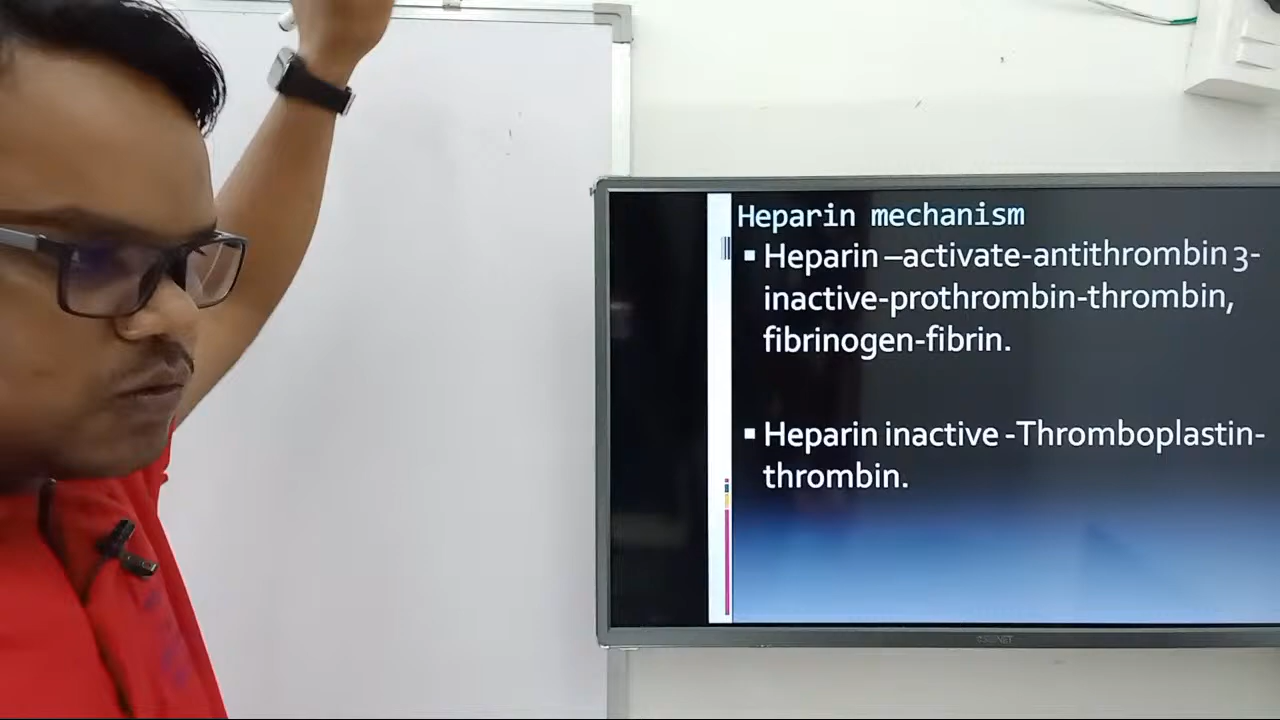 Heparin mechanism
▪ Heparin –activate-antithrombin 3-
inactive-prothrombin-thrombin,
fibrinogen-fibrin.
▪ Heparin inactive -Thromboplastin-
thrombin.